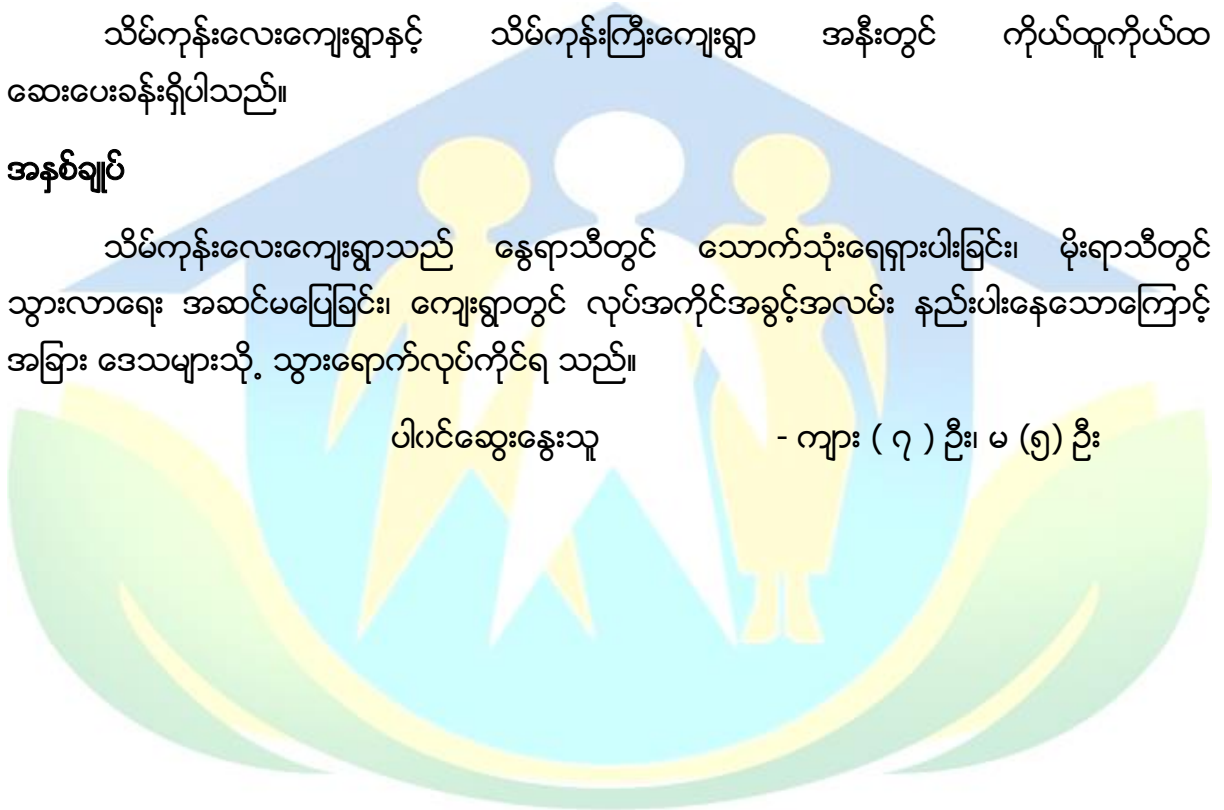 သိမ်ကုန်းလေးကျေးရွာနှင့် သိမ်ကုန်းကြီးကျေးရွာ အနီးတွင် ကိုယ်ထူကိုယ်ထ
ဆေးပေးခန်းရှိပါသည်။
အနှစ်ချုပ်
သိမ်ကုန်းလေးကျေးရွာသည် နွေရာသီတွင် သောက်သုံးရေရှားပါးခြင်း၊ မိုးရာသီတွင်
သွားလာရေး အဆင်မပြေခြင်း၊ ကျေးရွာတွင် လုပ်အကိုင်အခွင့်အလမ်း နည်းပါးနေသောကြောင့်
အခြား ဒေသများသို့ သွားရောက်လုပ်ကိုင်ရ သည်။
ပါဝင်ဆွေးနွေးသူ - ကျား ( ၇ ) ဦး၊ မ (၅) ဦး